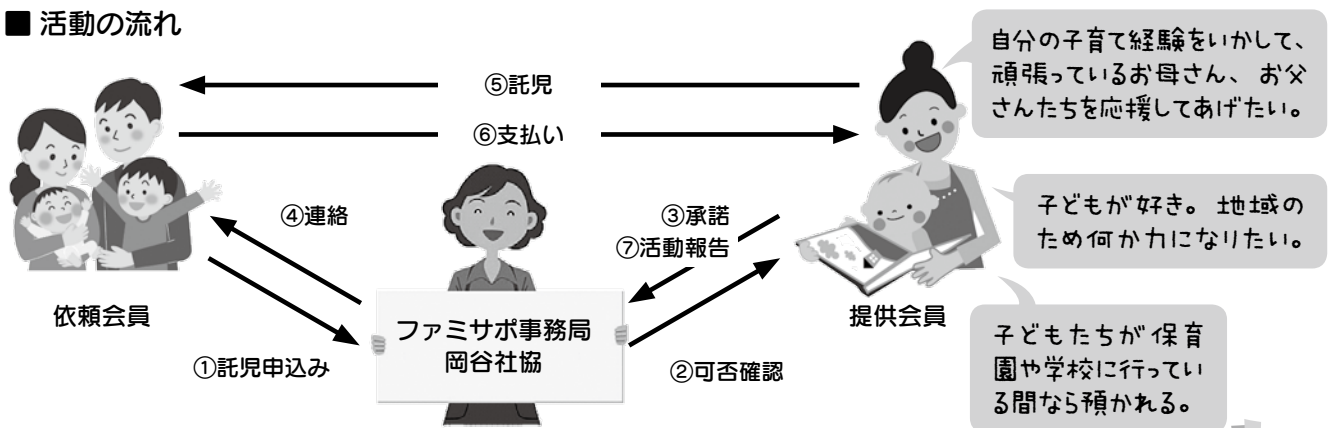 ■ 活動の流れ
⑤託児
⑥支払い
④連絡
③承諾
⑦活動報告
依頼会員
①託児申込み
ファミサポ事務局
岡谷社協
②可否確認
提供会員
自分の子育て経験をいかして、
頑張っているお母さん、お父
さんたちを応援してあげたい。
子どもが好き。地域の
ため何か力になりたい。
子どもたちが保育
園や学校に行ってい
る間なら預かれる。